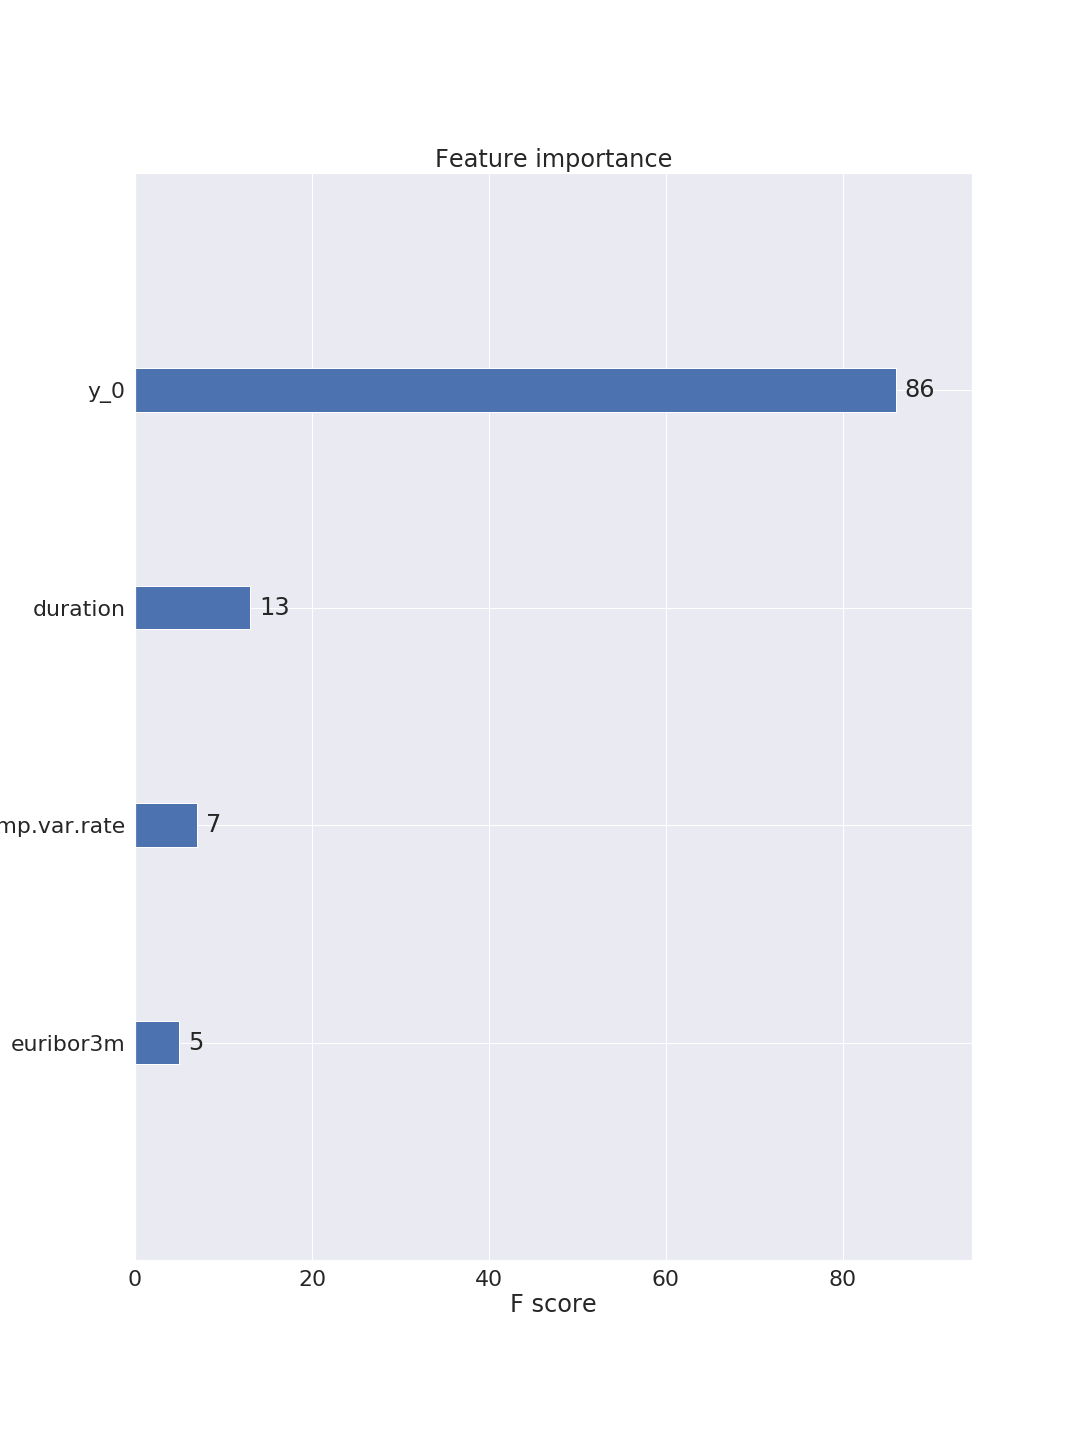 Feature importance
y_0
86
duration
13
mp.var.rate
7
euribor3m
5
0 20 40 60 80
F score